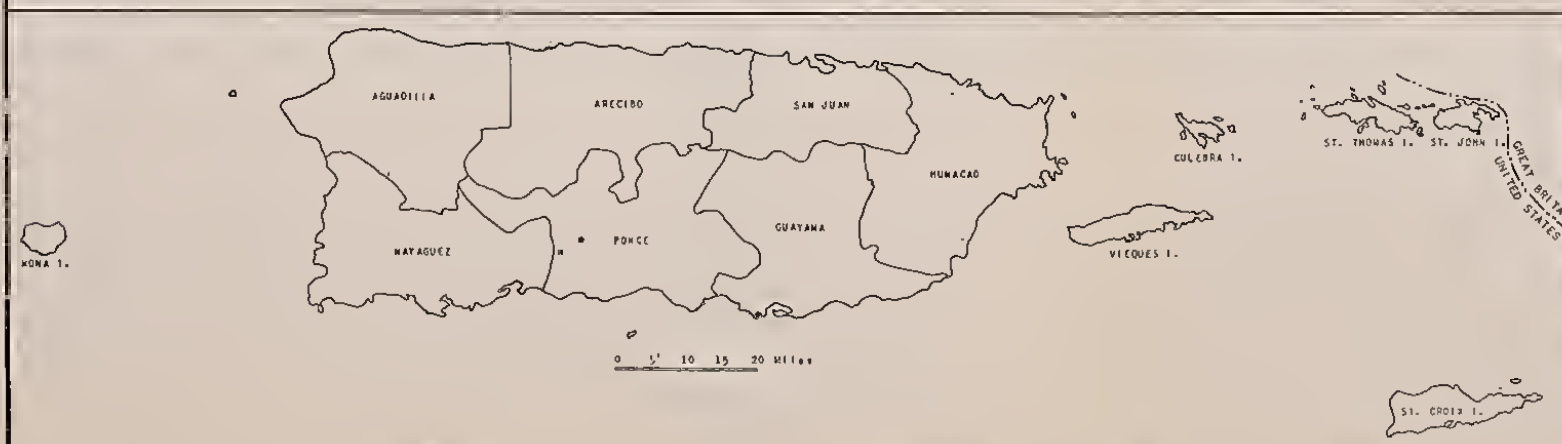 AGUADILLA
ARECIBO
SAN JUAN
HUMACAO
CULEBRA I.
ST. THOMAS I. ST. JOHN I.
GREAT BRITA
UNITED STATES
MONA I.
MAYAGUEZ
PONCE
GUAYAMA
VIEQUES I.
0 5 10 15 20 Miles
ST. CROIX I.